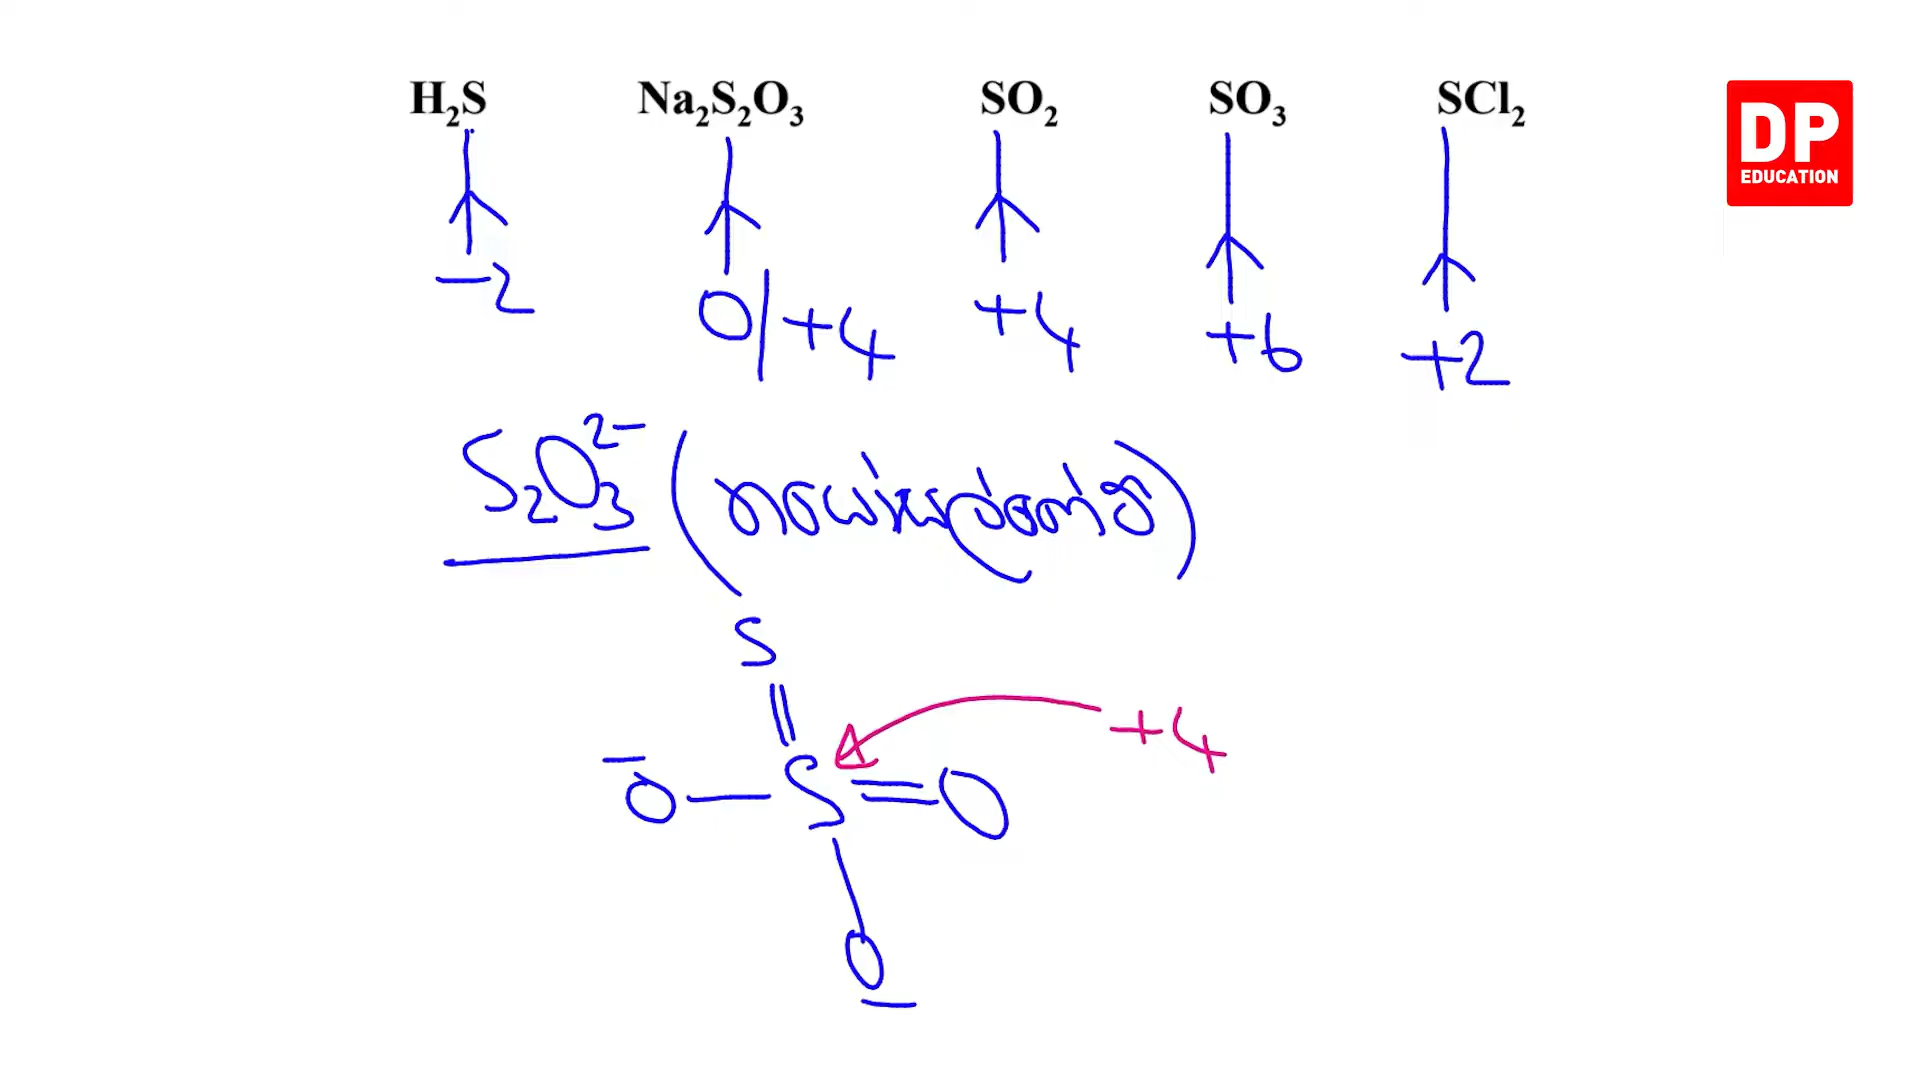 H₂S Na₂S₂O₃ SO₂ SO₃ SCl₂
DP
EDUCATION
-2 0/+4 +4 +6 +2
S₂O₃²⁻
S
+4
⁻O — S = O
O⁻